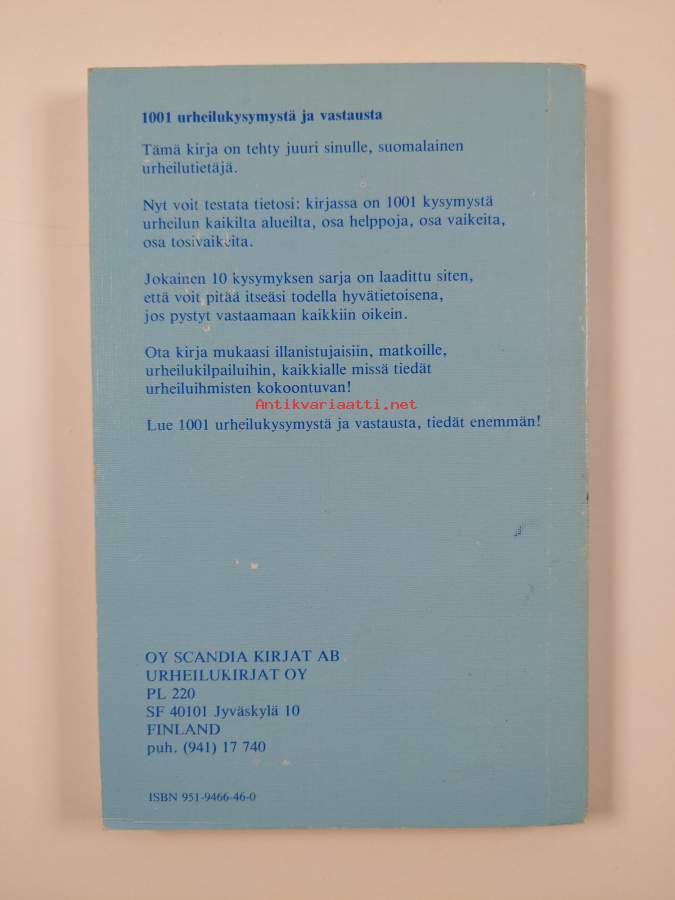 1001 urheilukysymystä ja vastausta
Tämä kirja on tehty juuri sinulle, suomalainen
urheilutietäjä.
Nyt voit testata tietosi: kirjassa on 1001 kysymystä
urheilun kaikilta alueilta, osa helppoja, osa vaikeita,
osa tosivaikeita.
Jokainen 10 kysymyksen sarja on laadittu siten,
että voit pitää itseäsi todella hyvätietoisena,
jos pystyt vastaamaan kaikkiin oikein.
Ota kirja mukaasi illanistujaisiin, matkoille,
urheilukilpailuihin, kaikkialle missä tiedät
urheiluihmisten kokoontuvan!
Antikvariaatti.net
Lue 1001 urheilukysymystä ja vastausta, tiedät enemmän!
OY SCANDIA KIRJAT AB
URHEILUKIRJAT OY
PL 220
SF 40101 Jyväskylä 10
FINLAND
puh. (941) 17 740
ISBN 951-9466-46-0